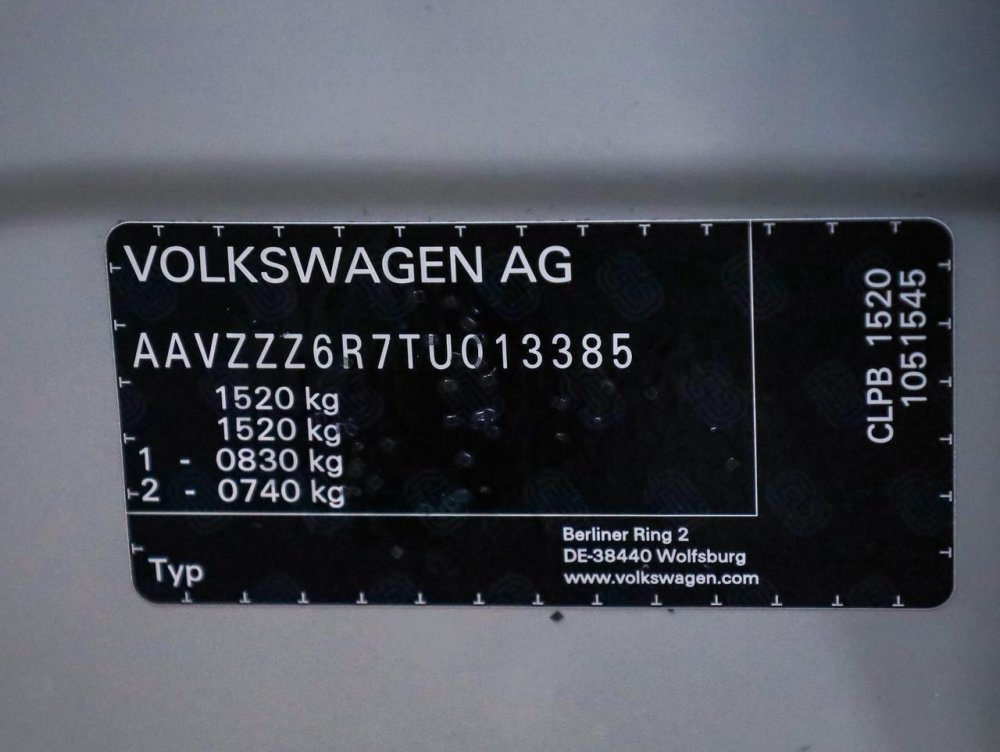 VOLKSWAGEN AG
AAVZZZ6R7TU013385
1520 kg
1520 kg
1 - 0830 kg
2 - 0740 kg
Typ
Berliner Ring 2
DE-38440 Wolfsburg
www.volkswagen.com
CLPB 1520
1051545